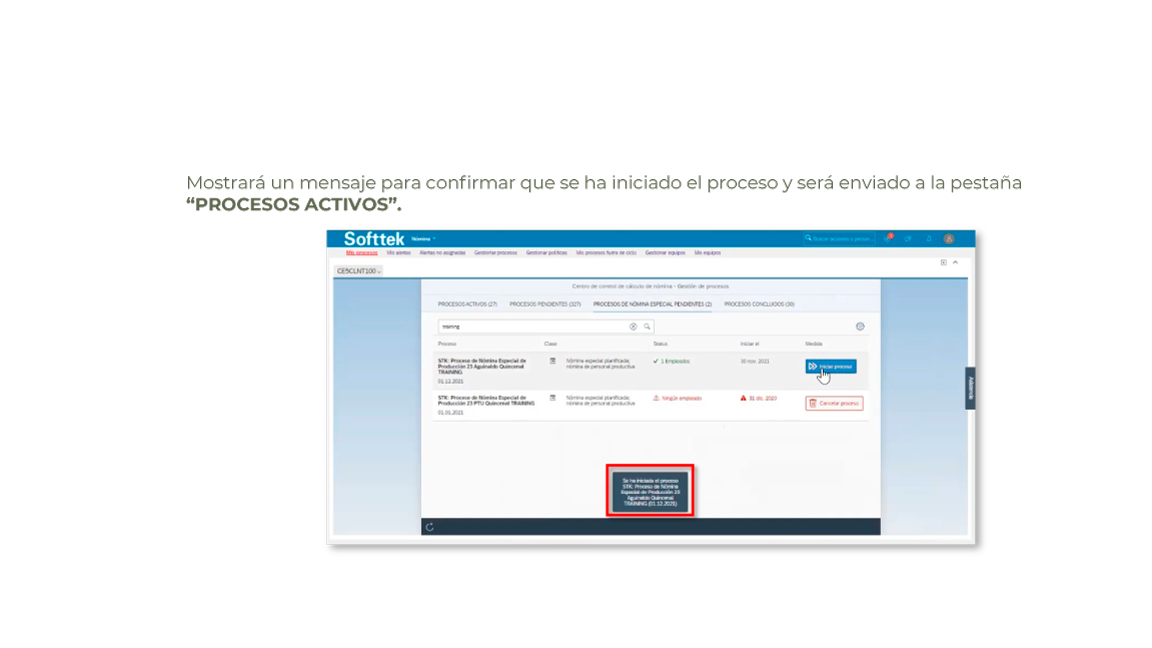 Mostrará un mensaje para confirmar que se ha iniciado el proceso y será enviado a la pestaña
“PROCESOS ACTIVOS”.
Softtek Nómina
Mis procesos Mis alertas Alertas no asignadas Gestionar procesos Gestionar políticas Mis procesos fuera de ciclo Gestionar equipos Mis equipos
CE5CLNT100
Centro de control de cálculo de nómina - Gestión de procesos
PROCESOS ACTIVOS (27) PROCESOS PENDIENTES (327) PROCESOS DE NÓMINA ESPECIAL PENDIENTES (2) PROCESOS CONCLUIDOS (30)
training
Proceso Clase Status Iniciar el Medida
STK: Proceso de Nómina Especial de Nómina especial planificada; 1 Empleados 30 nov. 2021 Iniciar proceso
Producción 23 Aguinaldo Quincenal nómina de personal productiva
TRAINING
01.12.2021
STK: Proceso de Nómina Especial de Nómina especial planificada; Ningún empleado 31 dic. 2020 Cancelar proceso
Producción 23 PTU Quincenal TRAINING nómina de personal productiva
01.01.2021
Se ha iniciado el proceso
STK: Proceso de Nómina
Especial de Producción 23
Aguinaldo Quincenal
TRAINING (01.12.2021)